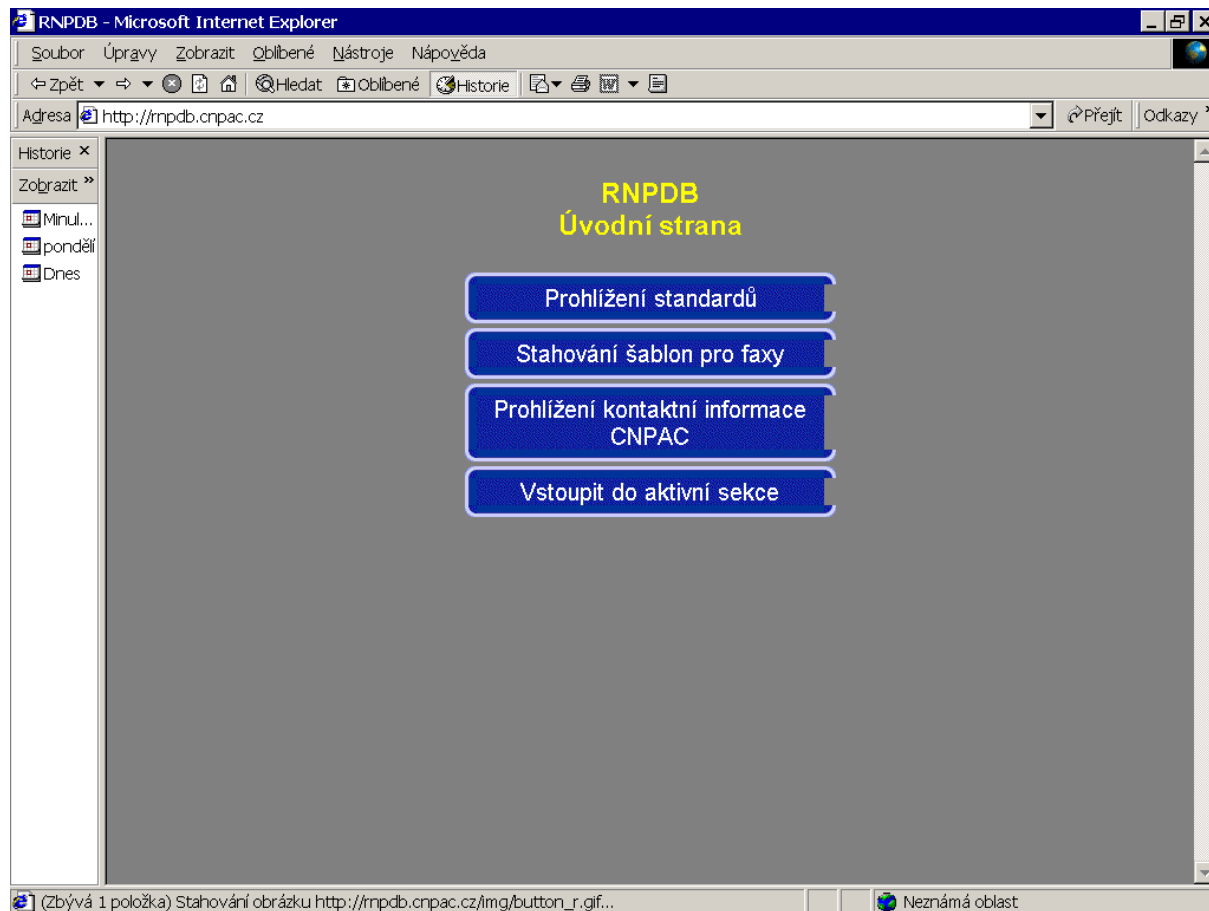 RNPDB - Microsoft Internet Explorer
Soubor Úpravy Zobrazit Oblíbené Nástroje Nápověda
Zpět Hledat Oblíbené Historie
Adresa http://rnpdb.cnpac.cz Přejít Odkazy »
Historie ×
Zobrazit »
Minul...
pondělí
Dnes
RNPDB
Úvodní strana
Prohlížení standardů
Stahování šablon pro faxy
Prohlížení kontaktní informace
CNPAC
Vstoupit do aktivní sekce
(Zbývá 1 položka) Stahování obrázku http://rnpdb.cnpac.cz/img/button_r.gif... Neznámá oblast